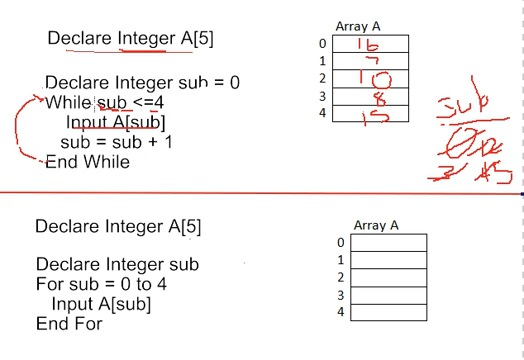 Declare Integer A[5]
Declare Integer sub = 0
While sub <=4
Input A[sub]
sub = sub + 1
End While
Array A
0 16
1 7
2 10
3 8
4 15
sub
Declare Integer A[5]
Declare Integer sub
For sub = 0 to 4
Input A[sub]
End For
Array A
0
1
2
3
4